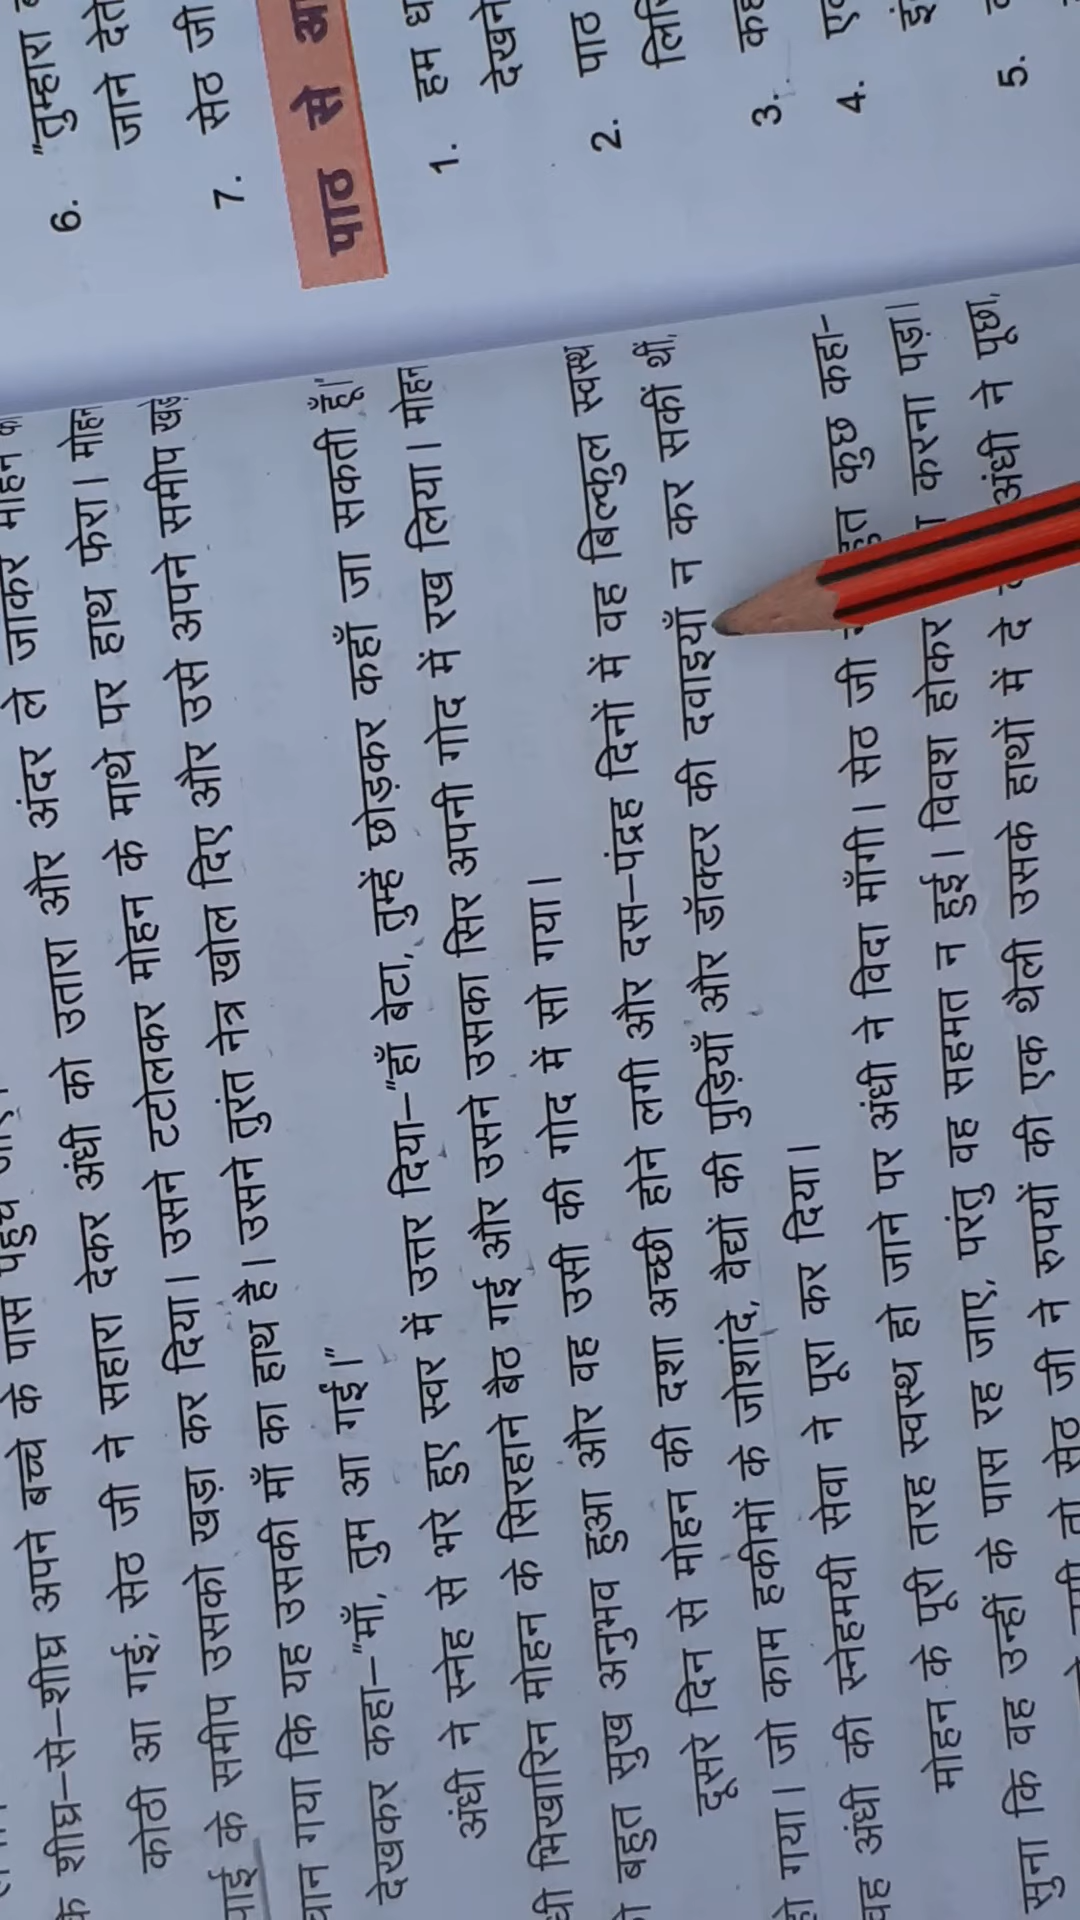 के शीघ्र–से–शीघ्र अपने बच्चे के पास पहुँच
कोठी आ गई; सेठ जी ने सहारा देकर अंधी को उतारा और अंदर ले जाकर मोहन
के समीप उसको खड़ा कर दिया। उसने टटोलकर मोहन के माथे पर हाथ फेरा। मोहन
गया कि यह उसकी माँ का हाथ है। उसने तुरंत नेत्र खोल दिए और उसे अपने समीप खड़े
देखकर कहा–"माँ, तुम आ गई।"
अंधी ने स्नेह से भरे हुए स्वर में उत्तर दिया–"हाँ बेटा, तुम्हें छोड़कर कहाँ जा सकती हूँ।"
भिखारिन मोहन के सिरहाने बैठ गई और उसने उसका सिर अपनी गोद में रख लिया। मोहन
बहुत सुख अनुभव हुआ और वह उसी की गोद में सो गया।
दूसरे दिन से मोहन की दशा अच्छी होने लगी और दस–पंद्रह दिनों में वह बिल्कुल स्वस्थ
हो गया। जो काम हकीमों के जोशांदे, वैद्यों की पुड़ियाँ और डॉक्टर की दवाइयाँ न कर सकी थी,
वह अंधी की स्नेहमयी सेवा ने पूरा कर दिया।
मोहन के पूरी तरह स्वस्थ हो जाने पर अंधी ने विदा माँगी। सेठ जी ने कुछ कहा–
सुना कि वह उन्हीं के पास रह जाए, परंतु वह सहमत न हुई। विवश होकर करना पड़ा।
तो सेठ जी ने रुपयों की एक थैली उसके हाथों में दे अंधी ने पूछा,
6. "तुम्हारा
जाने देते
7. सेठ जी
पाठ से
1. हम
देखने
2. पाठ
3.
4.
5.